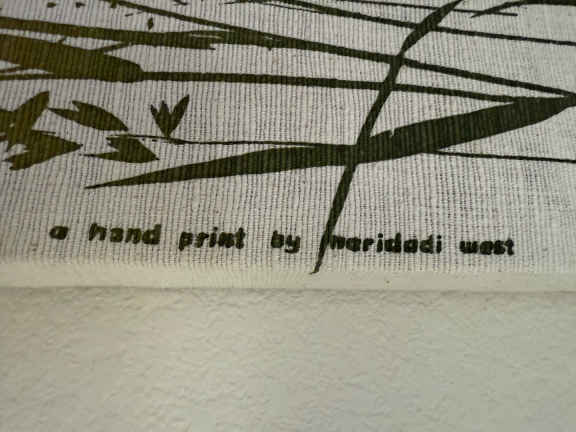 a hand print by maridadi west